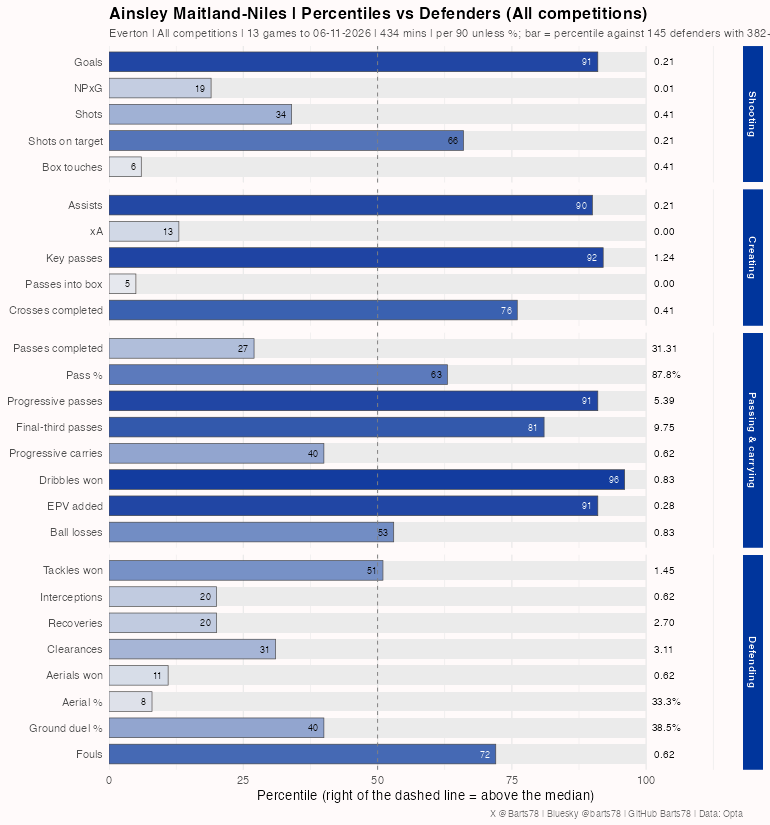 Ainsley Maitland-Niles | Percentiles vs Defenders (All competitions)
Everton | All competitions | 13 games to 06-11-2026 | 434 mins | per 90 unless %; bar = percentile against 145 defenders with 382-
Shooting
Goals 91 0.21
NPxG 19 0.01
Shots 34 0.41
Shots on target 66 0.21
Box touches 6 0.41
Creating
Assists 90 0.21
xA 13 0.00
Key passes 92 1.24
Passes into box 5 0.00
Crosses completed 76 0.41
Passing & carrying
Passes completed 27 31.31
Pass % 63 87.8%
Progressive passes 91 5.39
Final-third passes 81 9.75
Progressive carries 40 0.62
Dribbles won 96 0.83
EPV added 91 0.28
Ball losses 53 0.83
Defending
Tackles won 51 1.45
Interceptions 20 0.62
Recoveries 20 2.70
Clearances 31 3.11
Aerials won 11 0.62
Aerial % 8 33.3%
Ground duel % 40 38.5%
Fouls 72 0.62
0 25 50 75 100
Percentile (right of the dashed line = above the median)
X @Barts78 | Bluesky @barts78 | GitHub Barts78 | Data: Opta